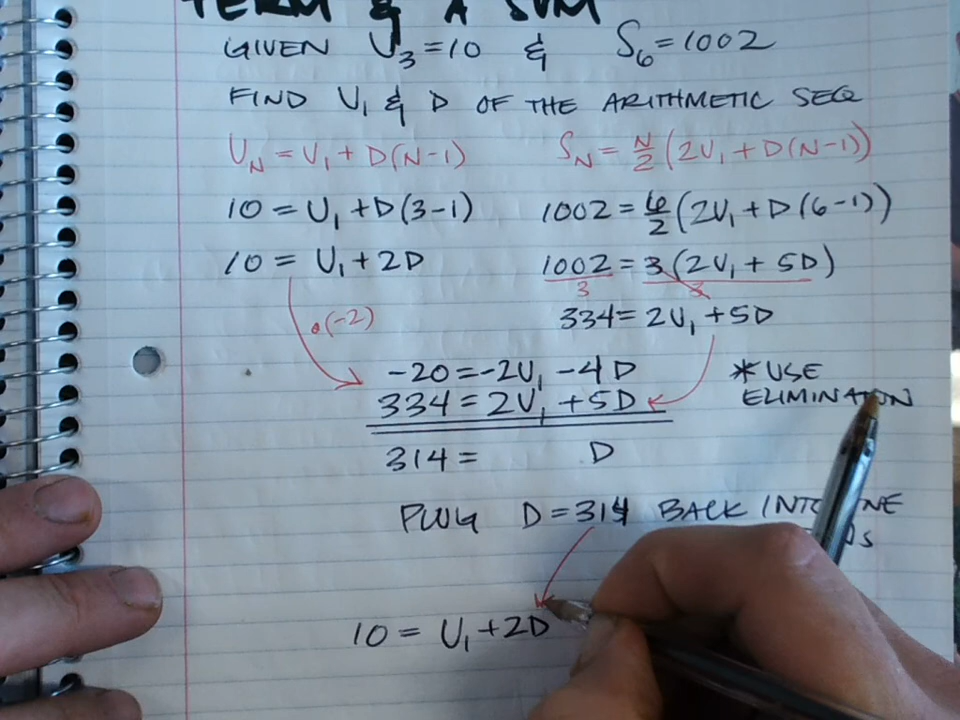 TERM & A SUM
GIVEN U₃=10 & S₆=1002
FIND U₁ & D OF THE ARITHMETIC SEQ
Uₙ = U₁ + D(N-1) Sₙ = N/2 (2U₁ + D(N-1))
10 = U₁ + D(3-1) 1002 = 6/2 (2U₁ + D(6-1))
10 = U₁ + 2D 1002 = 3 (2U₁ + 5D)
3 3
•(-2) 334 = 2U₁ + 5D
-20 = -2U₁ - 4D *USE
334 = 2U₁ + 5D ELIMINATION
314 = D
PLUG D = 314 BACK INTO
10 = U₁ + 2D